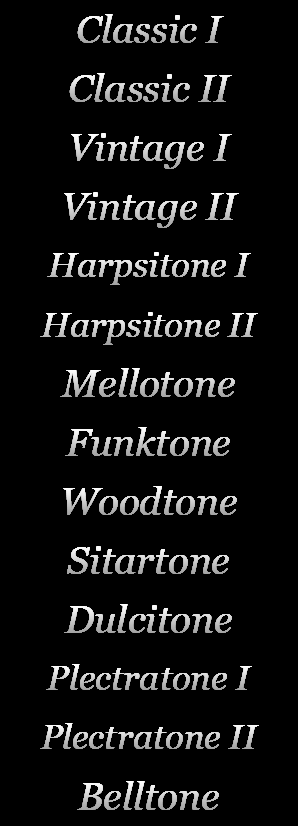 Classic I
Classic II
Vintage I
Vintage II
Harpsitone I
Harpsitone II
Mellotone
Funktone
Woodtone
Sitartone
Dulcitone
Plectratone I
Plectratone II
Belltone